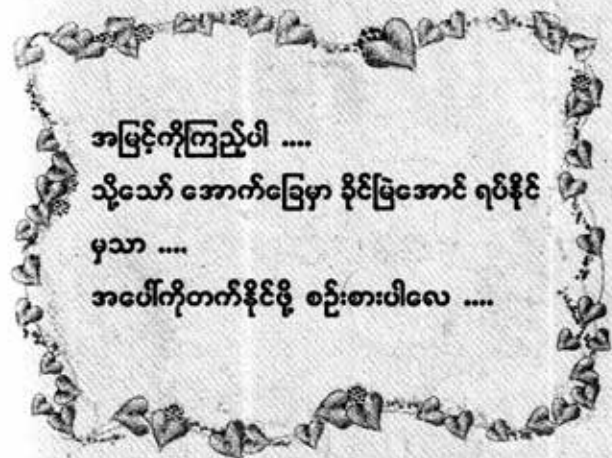 အမြင့်ကိုကြည့်ပါ ....
သို့သော် အောက်ခြေမှာ ခိုင်မြဲအောင် ရပ်နိုင်
မှသာ ....
အပေါ်ကိုတက်နိုင်ဖို့ စဉ်းစားပါလေ ....